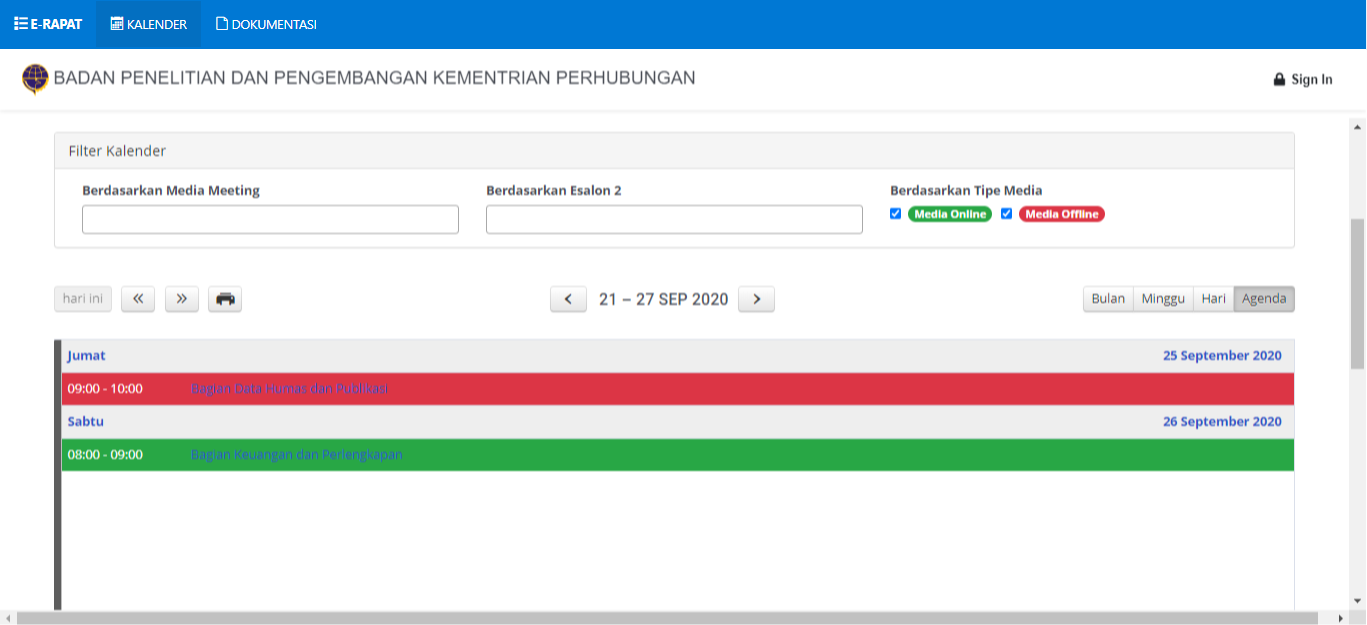 E-RAPAT KALENDER DOKUMENTASI
BADAN PENELITIAN DAN PENGEMBANGAN KEMENTRIAN PERHUBUNGAN
Sign In
Filter Kalender
Berdasarkan Media Meeting
Berdasarkan Esalon 2
Berdasarkan Tipe Media
Media Online Media Offline
hari ini
21 – 27 SEP 2020
Bulan Minggu Hari Agenda
Jumat 25 September 2020
09:00 - 10:00 Bagian Data Humas dan Publikasi
Sabtu 26 September 2020
08:00 - 09:00 Bagian Keuangan dan Perlengkapan